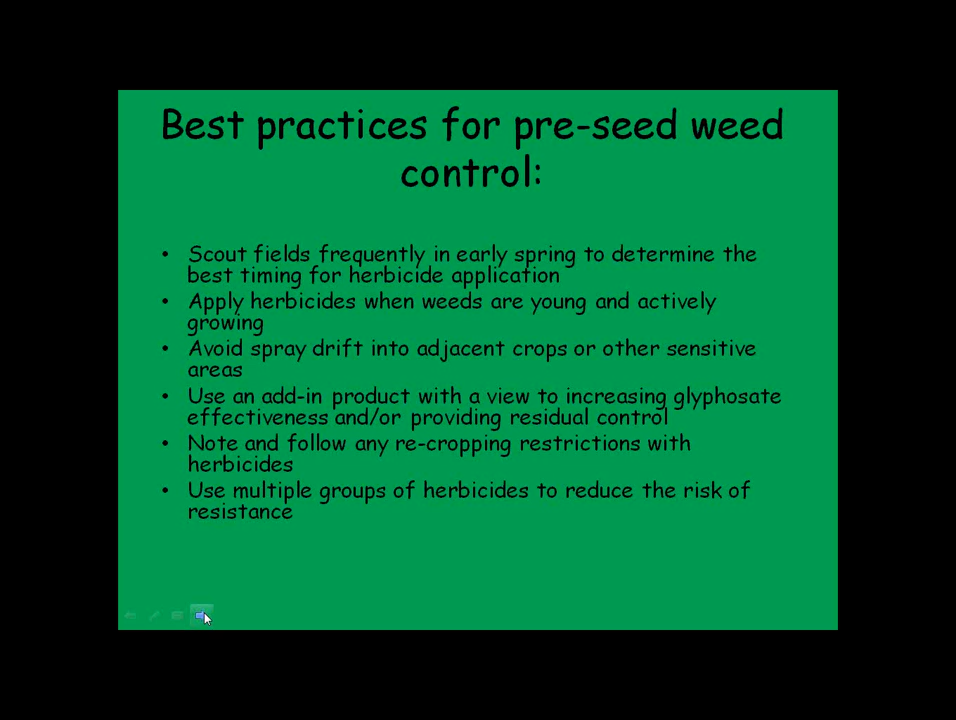 Best practices for pre-seed weed
control:
• Scout fields frequently in early spring to determine the
best timing for herbicide application
• Apply herbicides when weeds are young and actively
growing
• Avoid spray drift into adjacent crops or other sensitive
areas
• Use an add-in product with a view to increasing glyphosate
effectiveness and/or providing residual control
• Note and follow any re-cropping restrictions with
herbicides
• Use multiple groups of herbicides to reduce the risk of
resistance